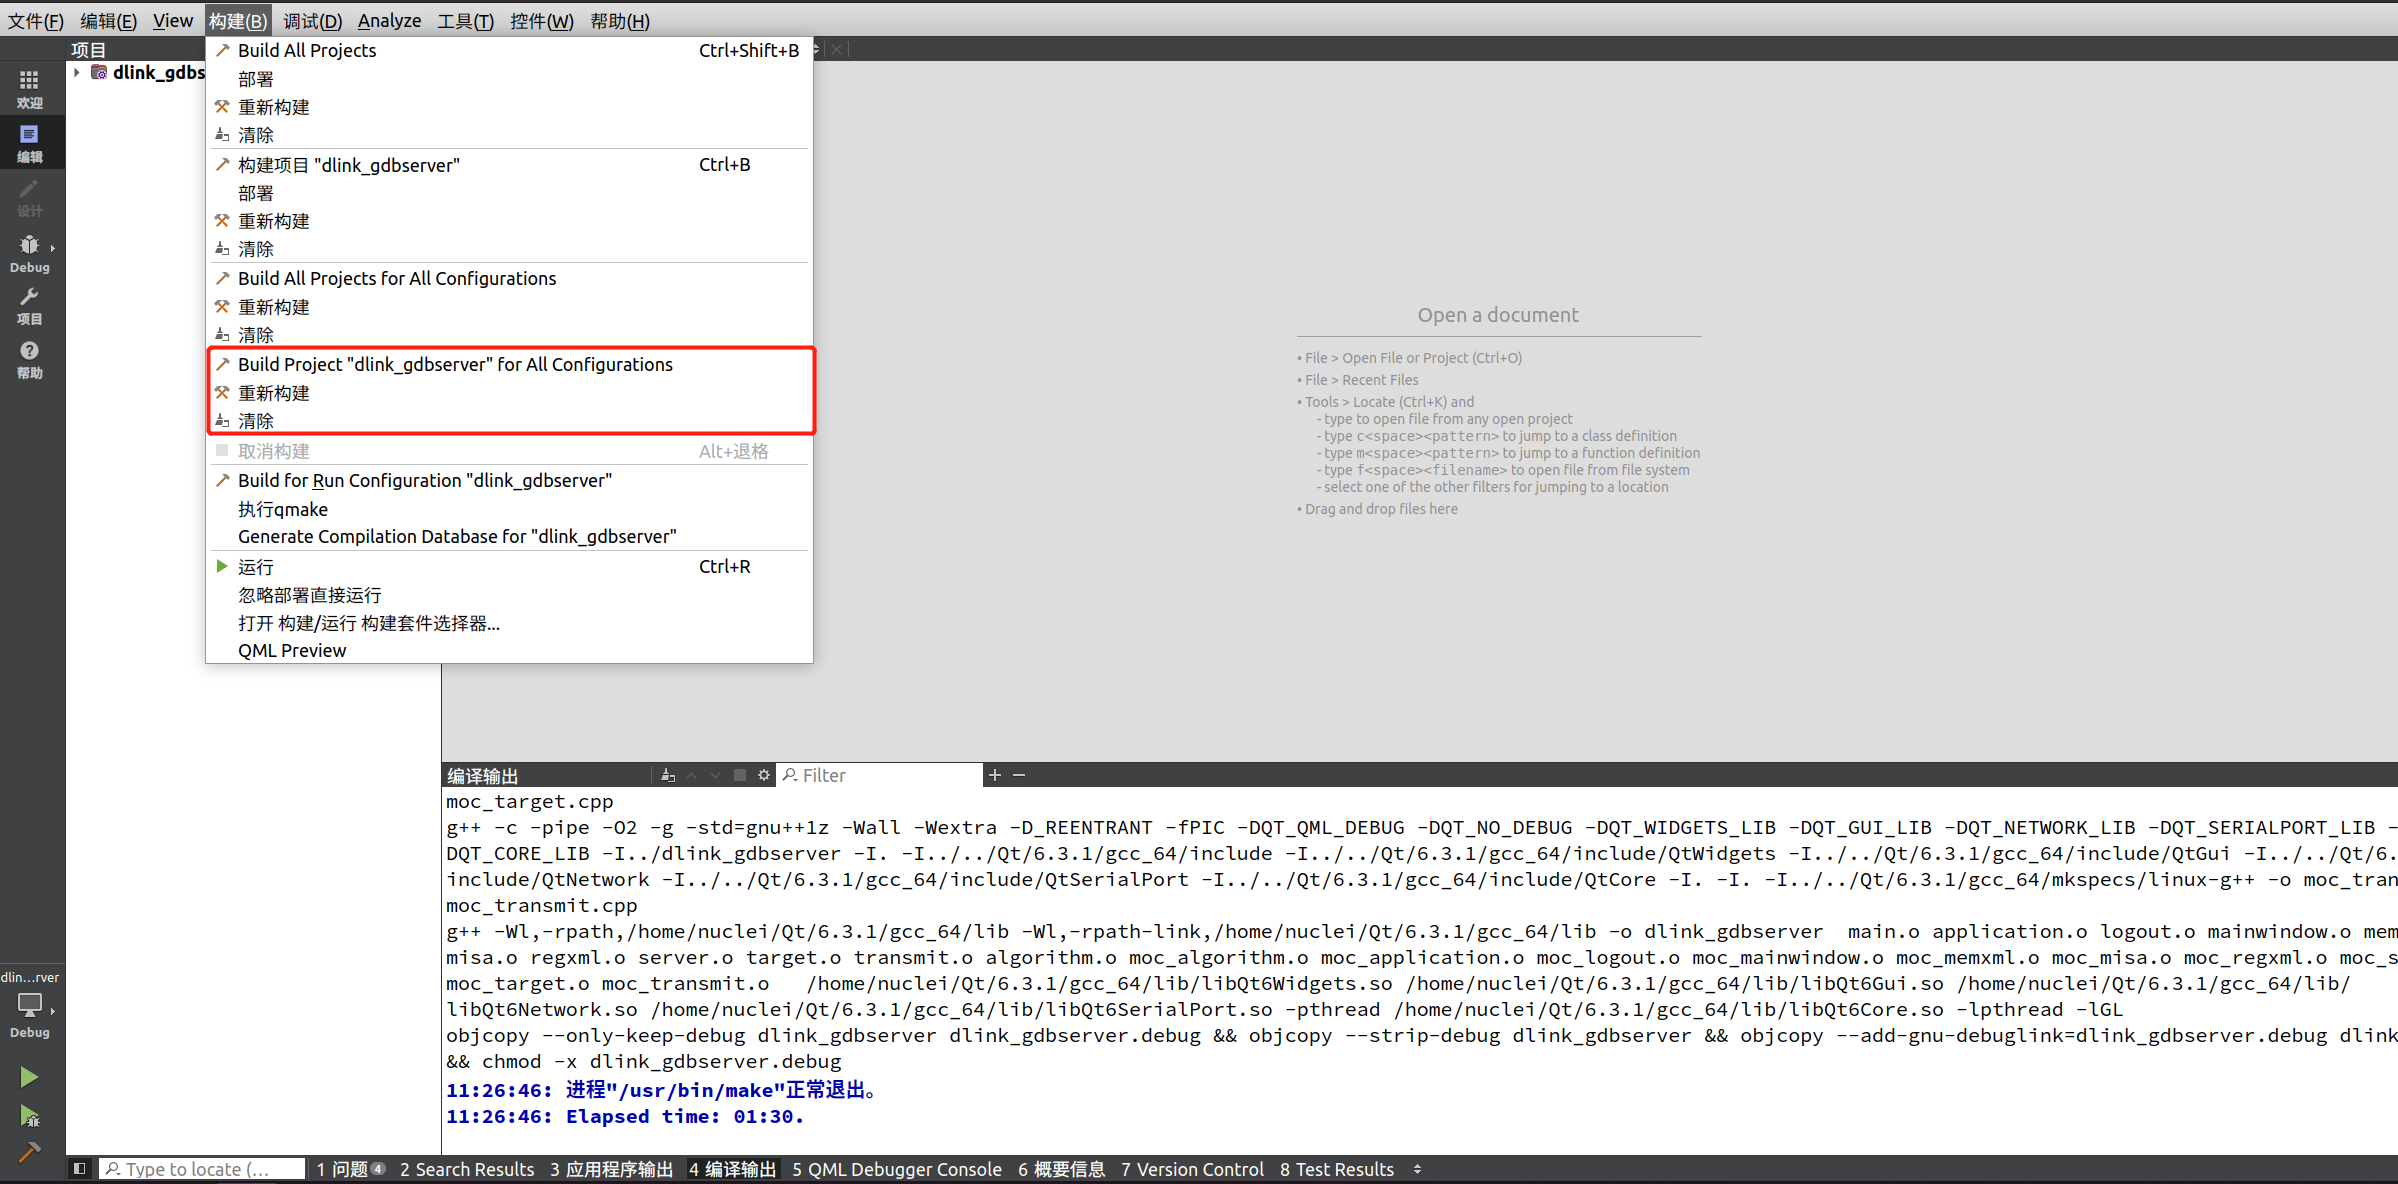 文件(F) 编辑(E) View 构建(B) 调试(D) Analyze 工具(T) 控件(W) 帮助(H)
项目
dlink_gdbs
欢迎
编辑
设计
Debug
项目
帮助
Build All Projects Ctrl+Shift+B
部署
重新构建
清除
构建项目 "dlink_gdbserver" Ctrl+B
部署
重新构建
清除
Build All Projects for All Configurations
重新构建
清除
Build Project "dlink_gdbserver" for All Configurations
重新构建
清除
取消构建 Alt+退格
Build for Run Configuration "dlink_gdbserver"
执行qmake
Generate Compilation Database for "dlink_gdbserver"
运行 Ctrl+R
忽略部署直接运行
打开 构建/运行 构建套件选择器...
QML Preview
Open a document
• File > Open File or Project (Ctrl+O)
• File > Recent Files
• Tools > Locate (Ctrl+K) and
- type to open file from any open project
- type c<space><pattern> to jump to a class definition
- type m<space><pattern> to jump to a function definition
- type f<space><filename> to open file from file system
- select one of the other filters for jumping to a location
• Drag and drop files here
编译输出 Filter
moc_target.cpp
g++ -c -pipe -O2 -g -std=gnu++1z -Wall -Wextra -D_REENTRANT -fPIC -DQT_QML_DEBUG -DQT_NO_DEBUG -DQT_WIDGETS_LIB -DQT_GUI_LIB -DQT_NETWORK_LIB -DQT_SERIALPORT_LIB -
DQT_CORE_LIB -I../dlink_gdbserver -I. -I../../Qt/6.3.1/gcc_64/include -I../../Qt/6.3.1/gcc_64/include/QtWidgets -I../../Qt/6.3.1/gcc_64/include/QtGui -I../../Qt/6.
include/QtNetwork -I../../Qt/6.3.1/gcc_64/include/QtSerialPort -I../../Qt/6.3.1/gcc_64/include/QtCore -I. -I. -I../../Qt/6.3.1/gcc_64/mkspecs/linux-g++ -o moc_tran
moc_transmit.cpp
g++ -Wl,-rpath,/home/nuclei/Qt/6.3.1/gcc_64/lib -Wl,-rpath-link,/home/nuclei/Qt/6.3.1/gcc_64/lib -o dlink_gdbserver  main.o application.o logout.o mainwindow.o mem
misa.o regxml.o server.o target.o transmit.o algorithm.o moc_algorithm.o moc_application.o moc_logout.o moc_mainwindow.o moc_memxml.o moc_misa.o moc_regxml.o moc_s
moc_target.o moc_transmit.o   /home/nuclei/Qt/6.3.1/gcc_64/lib/libQt6Widgets.so /home/nuclei/Qt/6.3.1/gcc_64/lib/libQt6Gui.so /home/nuclei/Qt/6.3.1/gcc_64/lib/
libQt6Network.so /home/nuclei/Qt/6.3.1/gcc_64/lib/libQt6SerialPort.so -pthread /home/nuclei/Qt/6.3.1/gcc_64/lib/libQt6Core.so -lpthread -lGL
objcopy --only-keep-debug dlink_gdbserver dlink_gdbserver.debug && objcopy --strip-debug dlink_gdbserver && objcopy --add-gnu-debuglink=dlink_gdbserver.debug dlink
&& chmod -x dlink_gdbserver.debug
11:26:46: 进程"/usr/bin/make"正常退出。
11:26:46: Elapsed time: 01:30.
dlin...rver
Debug
Type to locate (... 1 问题 4 2 Search Results 3 应用程序输出 4 编译输出 5 QML Debugger Console 6 概要信息 7 Version Control 8 Test Results